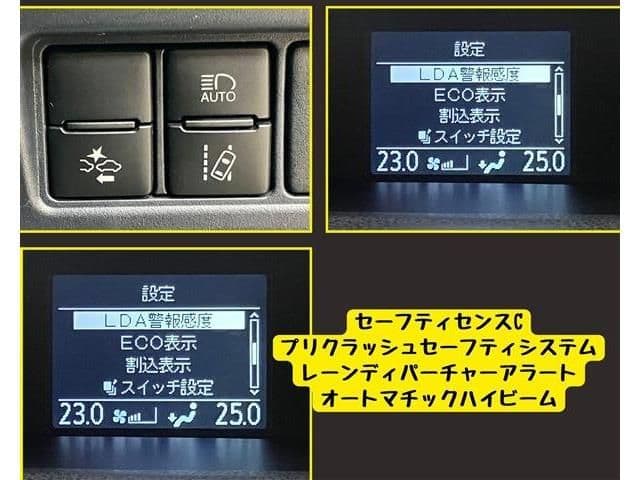 AUTO
設定
LDA警報感度
ECO表示
割込表示
スイッチ設定
23.0 25.0
設定
LDA警報感度
ECO表示
割込表示
スイッチ設定
23.0 25.0
セーフティセンスC
プリクラッシュセーフティシステム
レーンディパーチャーアラート
オートマチックハイビーム